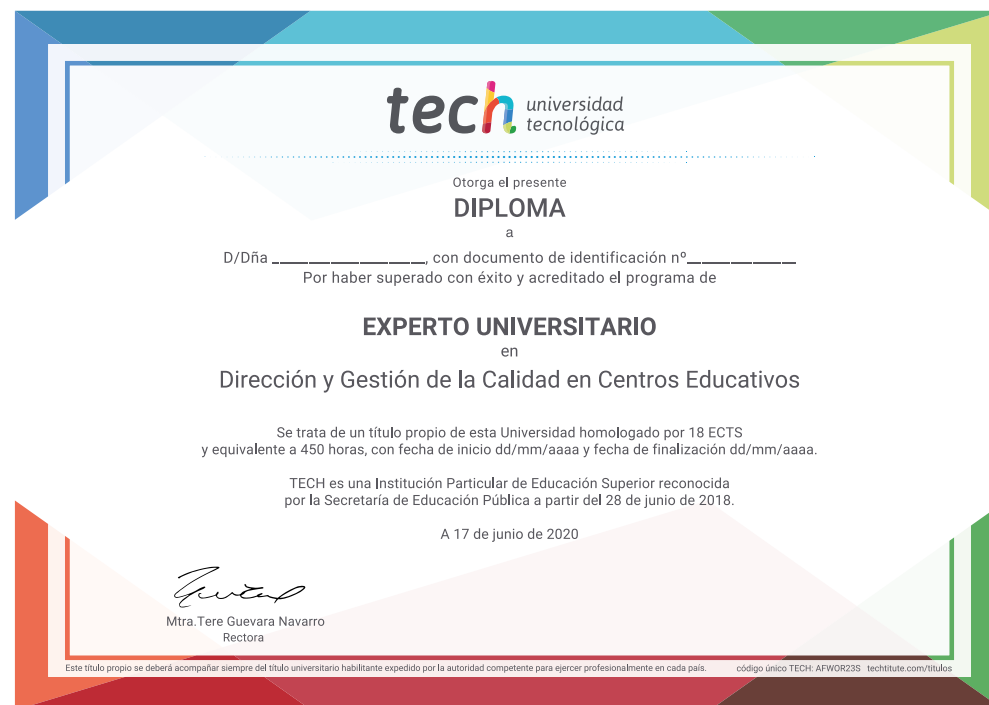 tech universidad
tecnológica
Otorga el presente
DIPLOMA
a
D/Dña ___________________, con documento de identificación nº______________
Por haber superado con éxito y acreditado el programa de
EXPERTO UNIVERSITARIO
en
Dirección y Gestión de la Calidad en Centros Educativos
Se trata de un título propio de esta Universidad homologado por 18 ECTS
y equivalente a 450 horas, con fecha de inicio dd/mm/aaaa y fecha de finalización dd/mm/aaaa.
TECH es una Institución Particular de Educación Superior reconocida
por la Secretaría de Educación Pública a partir del 28 de junio de 2018.
A 17 de junio de 2020
Mtra.Tere Guevara Navarro
Rectora
Este título propio se deberá acompañar siempre del título universitario habilitante expedido por la autoridad competente para ejercer profesionalmente en cada país. código único TECH: AFWOR23S techtitute.com/titulos